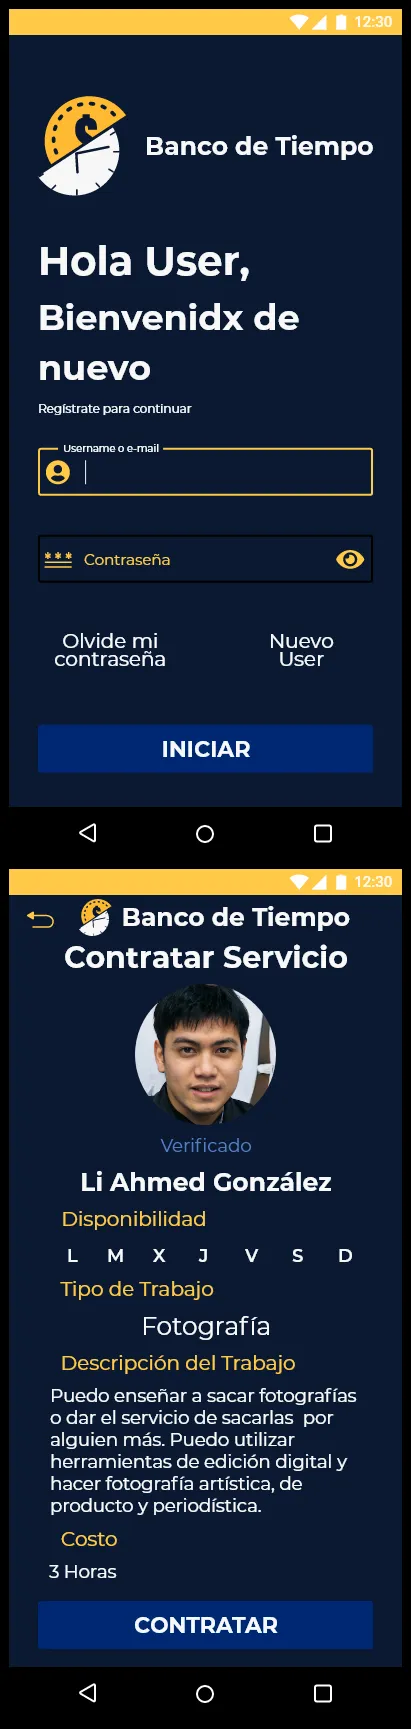 12:30
Banco de Tiempo
Hola User,
Bienvenidx de
nuevo
Regístrate para continuar
Username o e-mail
Contraseña
Olvide mi
contraseña
Nuevo
User
INICIAR
12:30
Banco de Tiempo
Contratar Servicio
Verificado
Li Ahmed González
Disponibilidad
L M X J V S D
Tipo de Trabajo
Fotografía
Descripción del Trabajo
Puedo enseñar a sacar fotografías
o dar el servicio de sacarlas por
alguien más. Puedo utilizar
herramientas de edición digital y
hacer fotografía artística, de
producto y periodística.
Costo
3 Horas
CONTRATAR